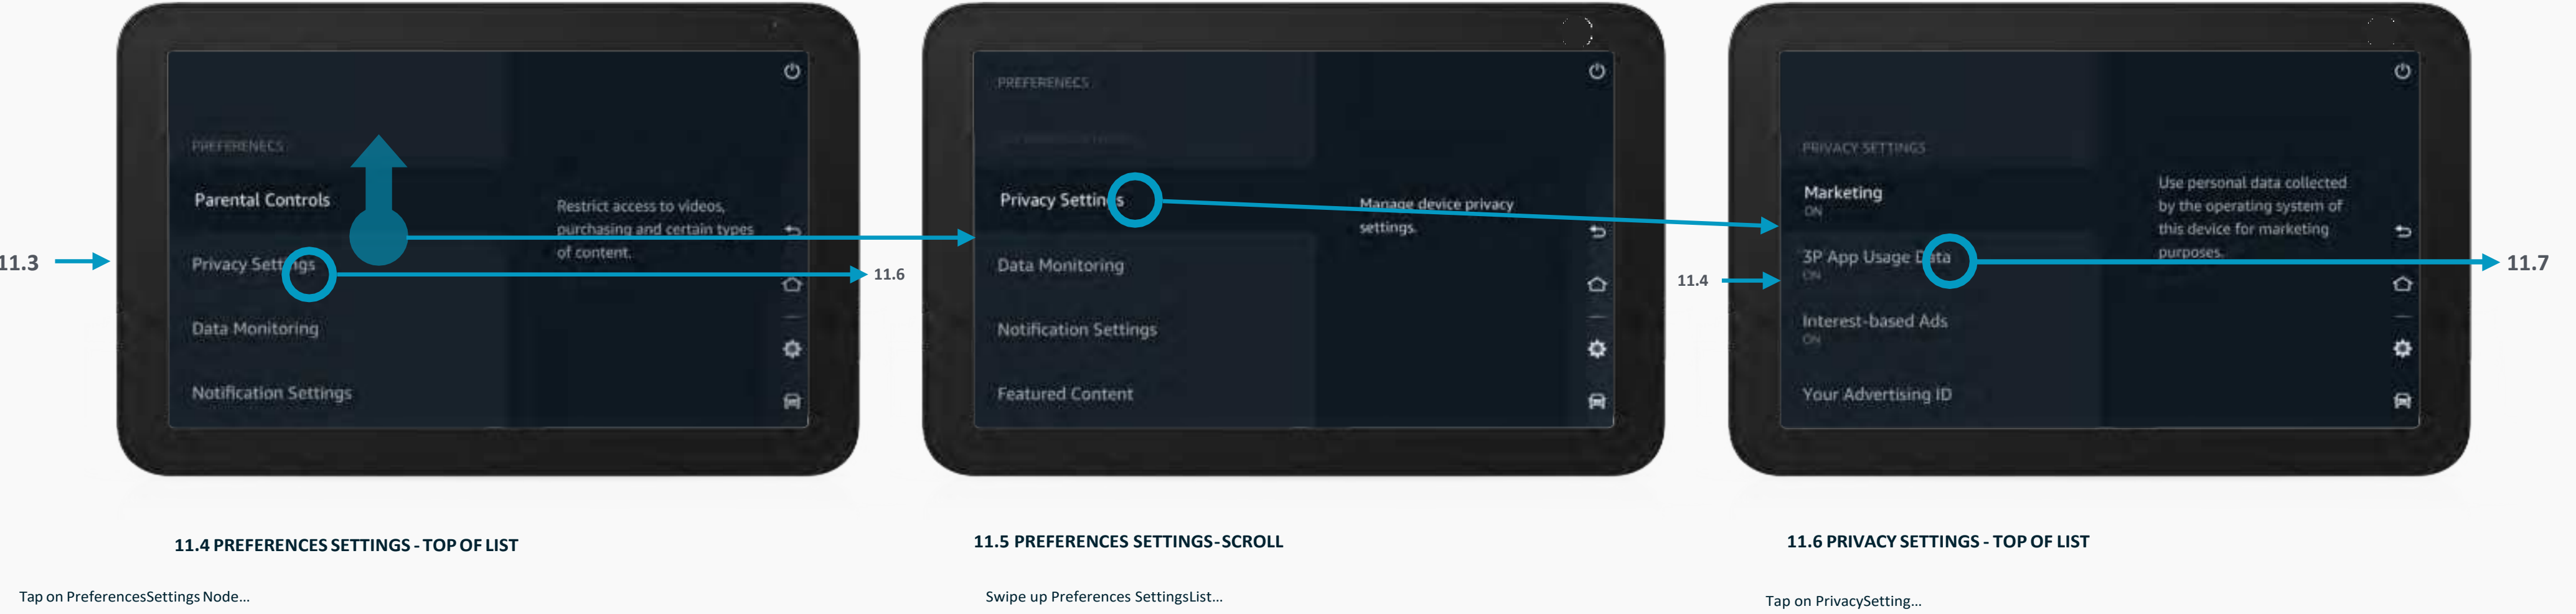 11.3
PREFERENECS
Parental Controls
Privacy Settings
Data Monitoring
Notification Settings
Restrict access to videos,
purchasing and certain types
of content.
11.6
PREFERENECS
Privacy Settings
Data Monitoring
Notification Settings
Featured Content
Manage device privacy
settings.
11.4
PRIVACY SETTINGS
Marketing
ON
3P App Usage Data
ON
Interest-based Ads
ON
Your Advertising ID
Use personal data collected
by the operating system of
this device for marketing
purposes.
11.7
11.4 PREFERENCES SETTINGS - TOP OF LIST
Tap on PreferencesSettings Node...
11.5 PREFERENCES SETTINGS-SCROLL
Swipe up Preferences SettingsList...
11.6 PRIVACY SETTINGS - TOP OF LIST
Tap on PrivacySetting...